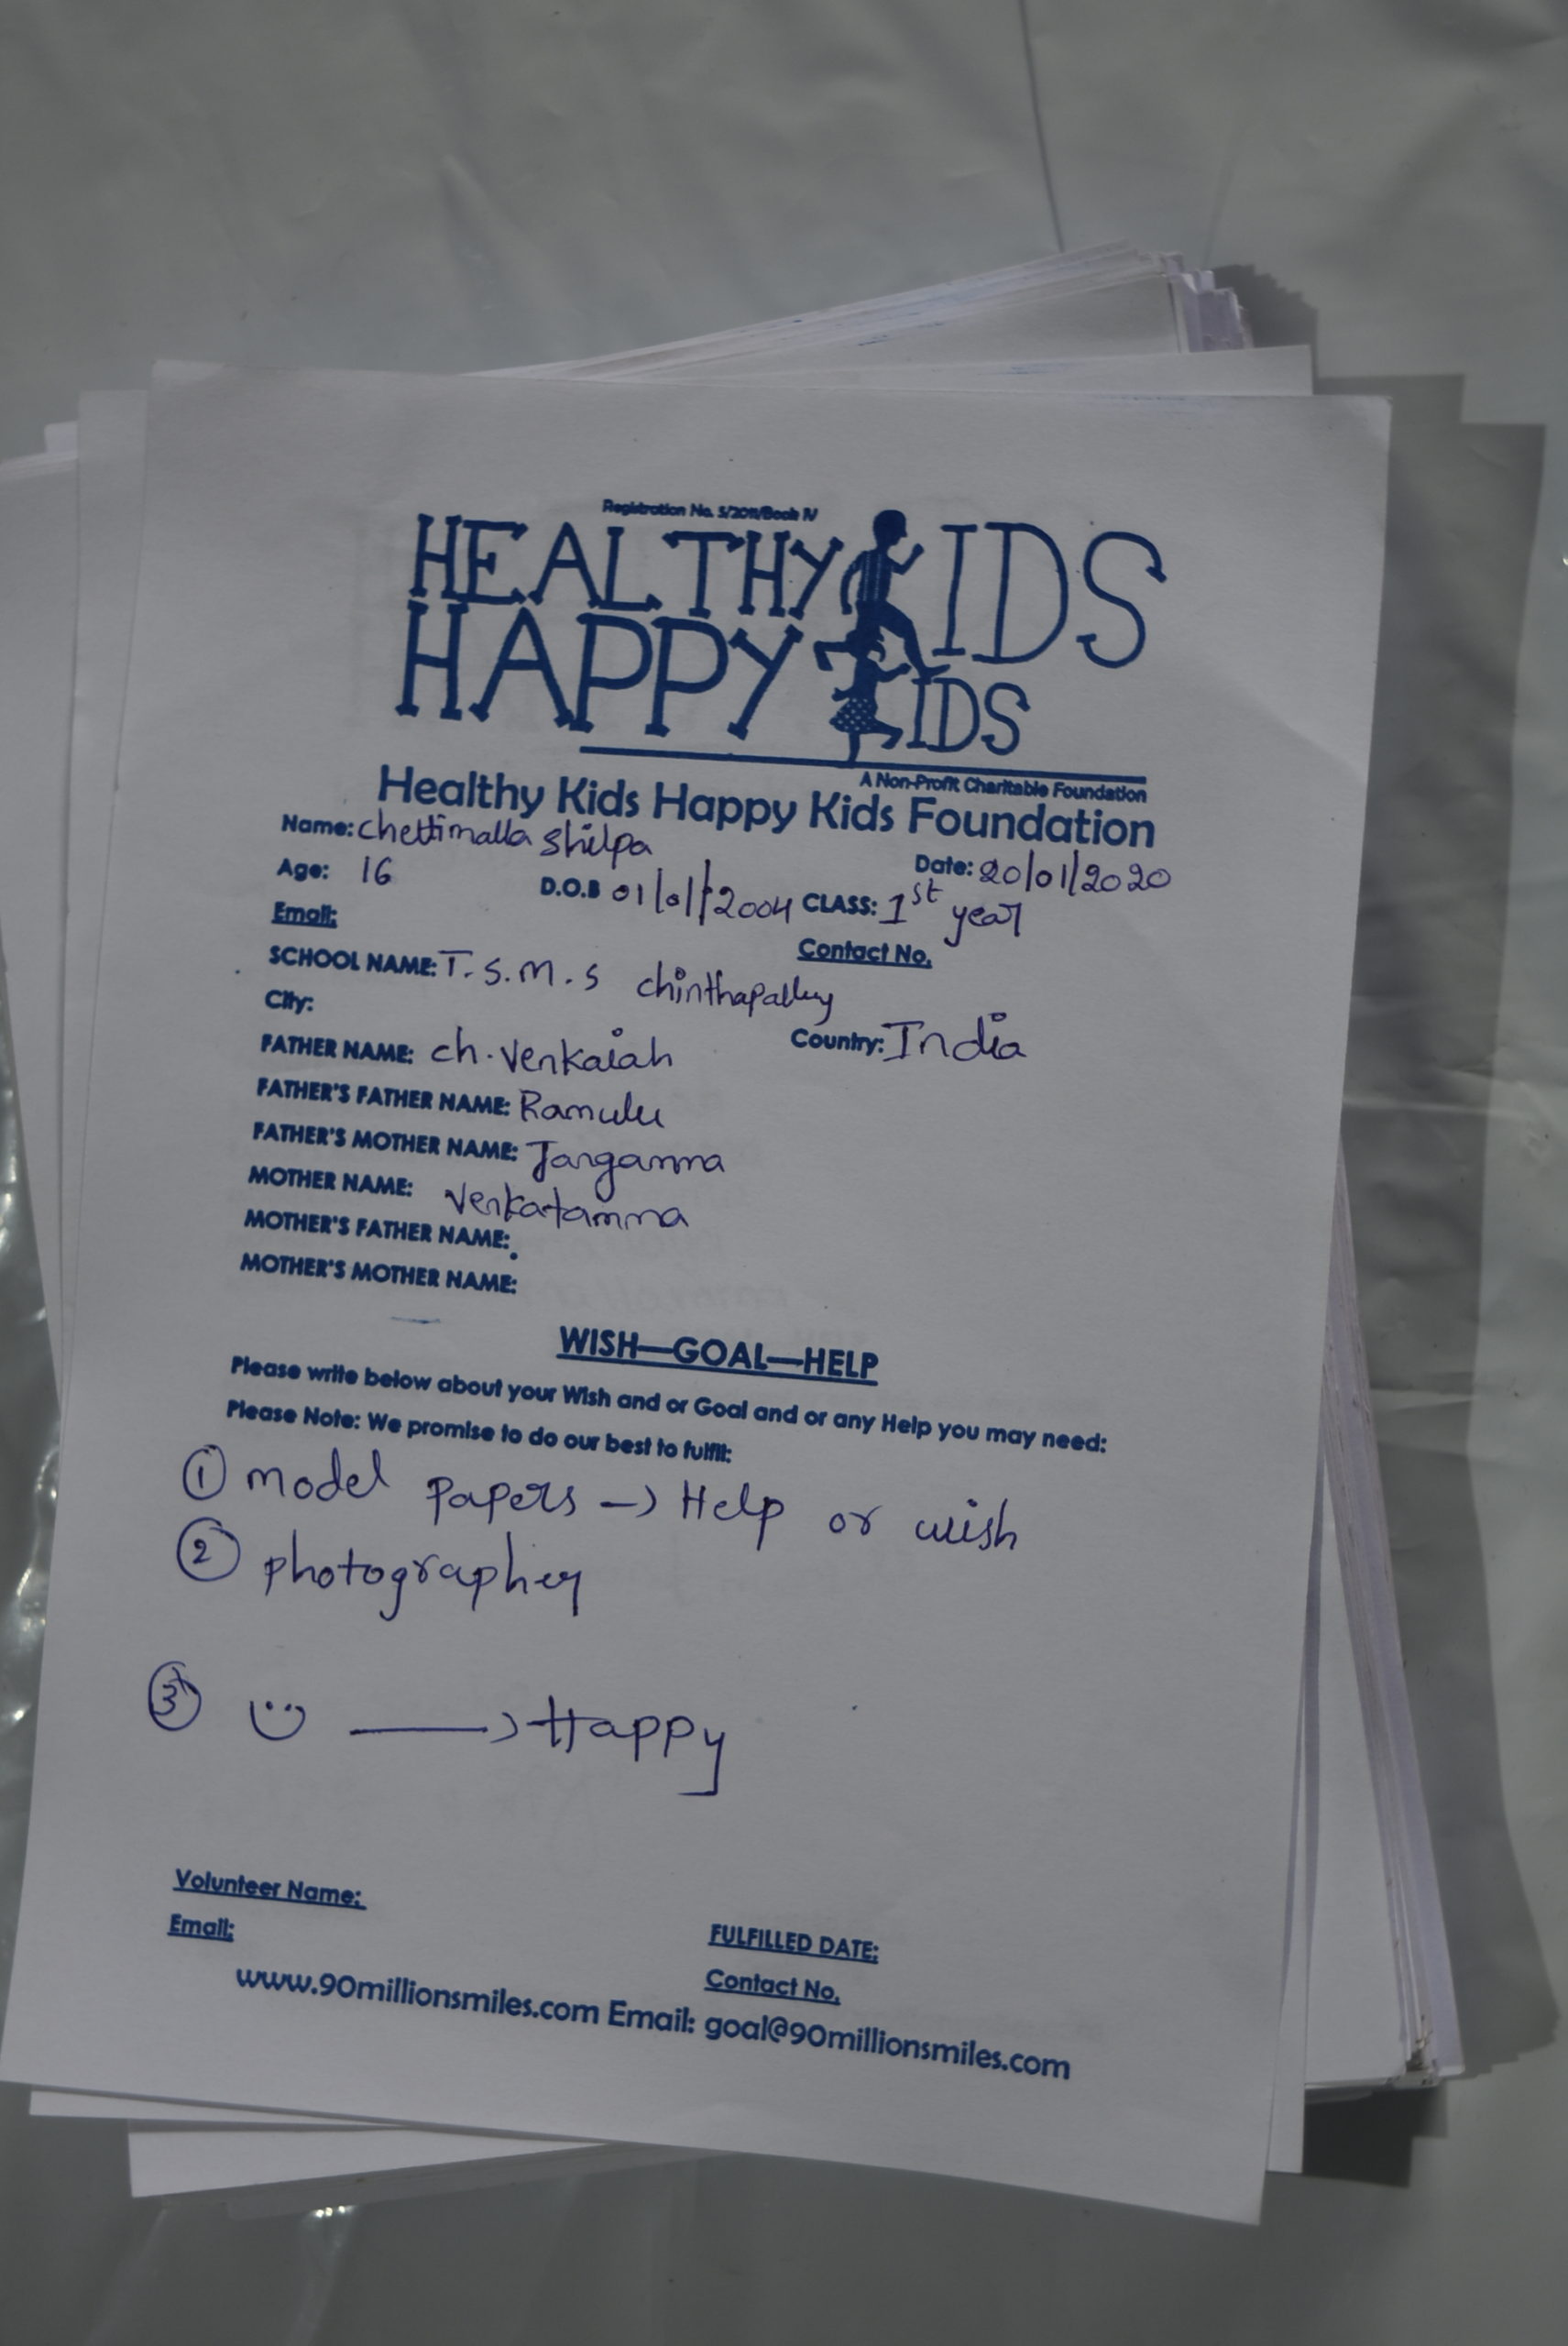 Registration No. 5/2011/Book IV
HEALTHY KIDS
HAPPY KIDS
A Non-Profit Charitable Foundation
Healthy Kids Happy Kids Foundation
Name: chettimalla shilpa
Date: 20/01/2020
Age: 16 D.O.B 01/01/2004 CLASS: 1st year
Email:
Contact No.
SCHOOL NAME: T.S.M.S chinthapally
City:
Country: India
FATHER NAME: ch. Venkaiah
FATHER'S FATHER NAME: Ramulu
FATHER'S MOTHER NAME: Jangamma
MOTHER NAME: Venkatamma
MOTHER'S FATHER NAME:
MOTHER'S MOTHER NAME:
WISH—GOAL—HELP
Please write below about your Wish and or Goal and or any Help you may need:
Please Note: We promise to do our best to fulfil:
① model papers → Help or wish
② photographer
③ → Happy
Volunteer Name:
FULFILLED DATE:
Email:
Contact No.
www.90millionsmiles.com Email: goal@90millionsmiles.com